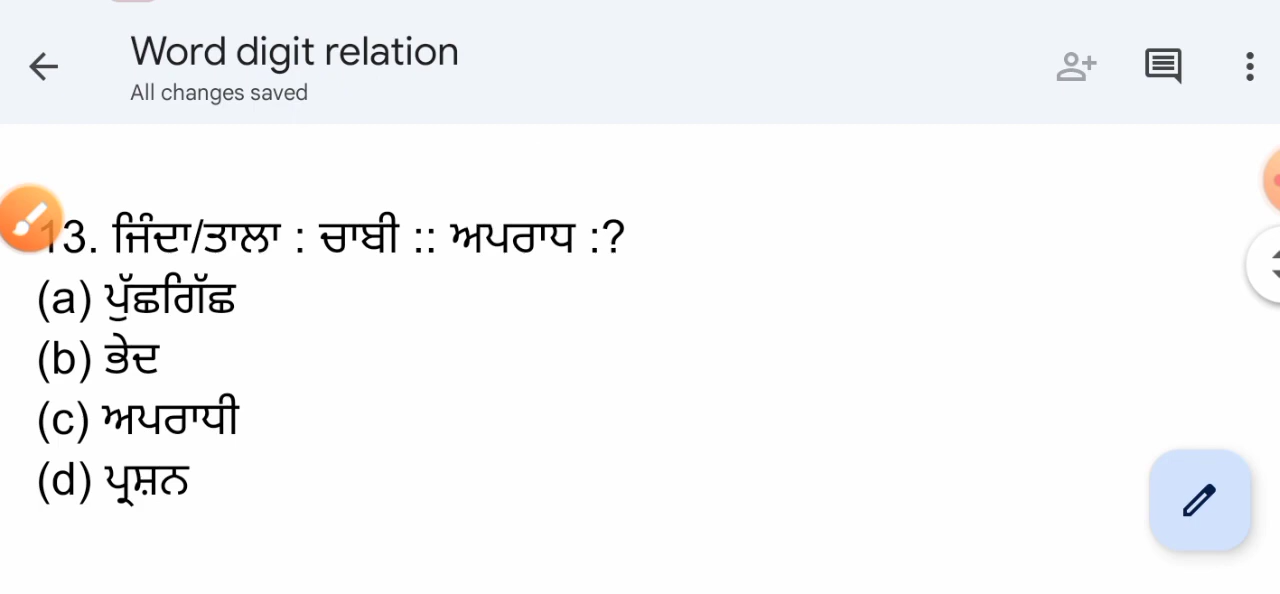 Word digit relation
All changes saved
13. ਜਿੰਦਾ/ਤਾਲਾ : ਚਾਬੀ :: ਅਪਰਾਧ :?
(a) ਪੁੱਛਗਿੱਛ
(b) ਭੇਦ
(c) ਅਪਰਾਧੀ
(d) ਪ੍ਰਸ਼ਨ